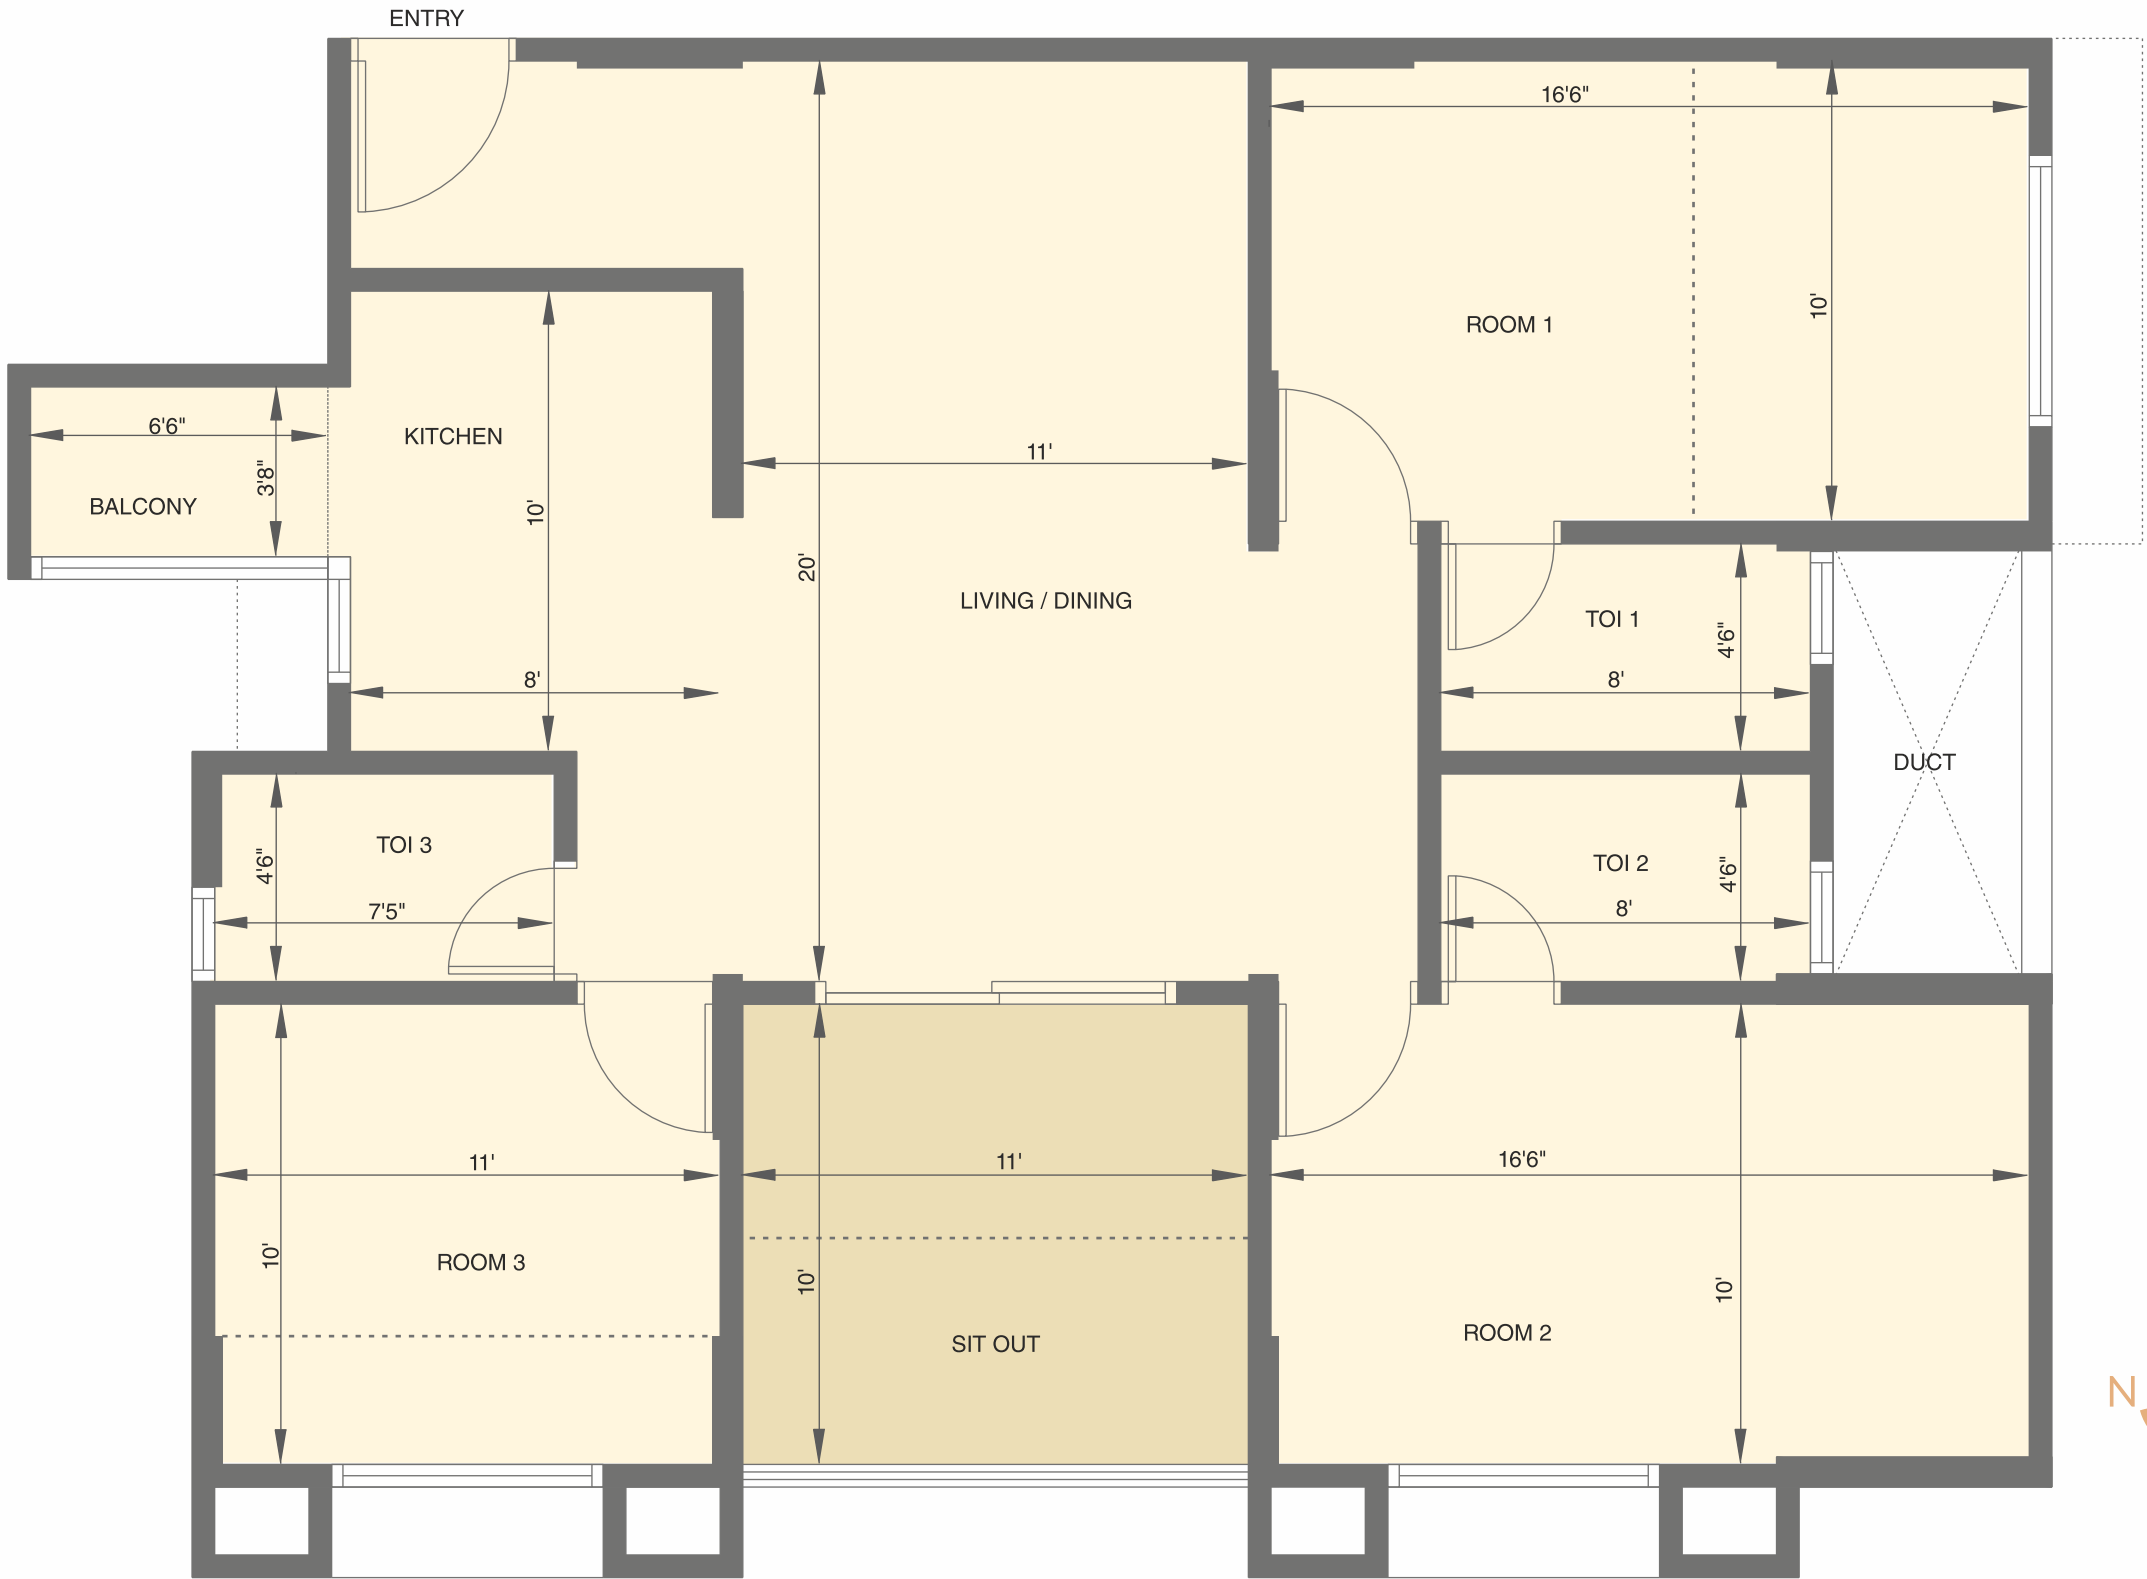 ENTRY
16'6"
10'
ROOM 1
6'6"
3'8"
BALCONY
KITCHEN
10'
8'
11'
20'
LIVING / DINING
TOI 1
4'6"
8'
DUCT
TOI 3
4'6"
7'5"
TOI 2
4'6"
8'
11'
10'
ROOM 3
11'
10'
SIT OUT
16'6"
10'
ROOM 2
N